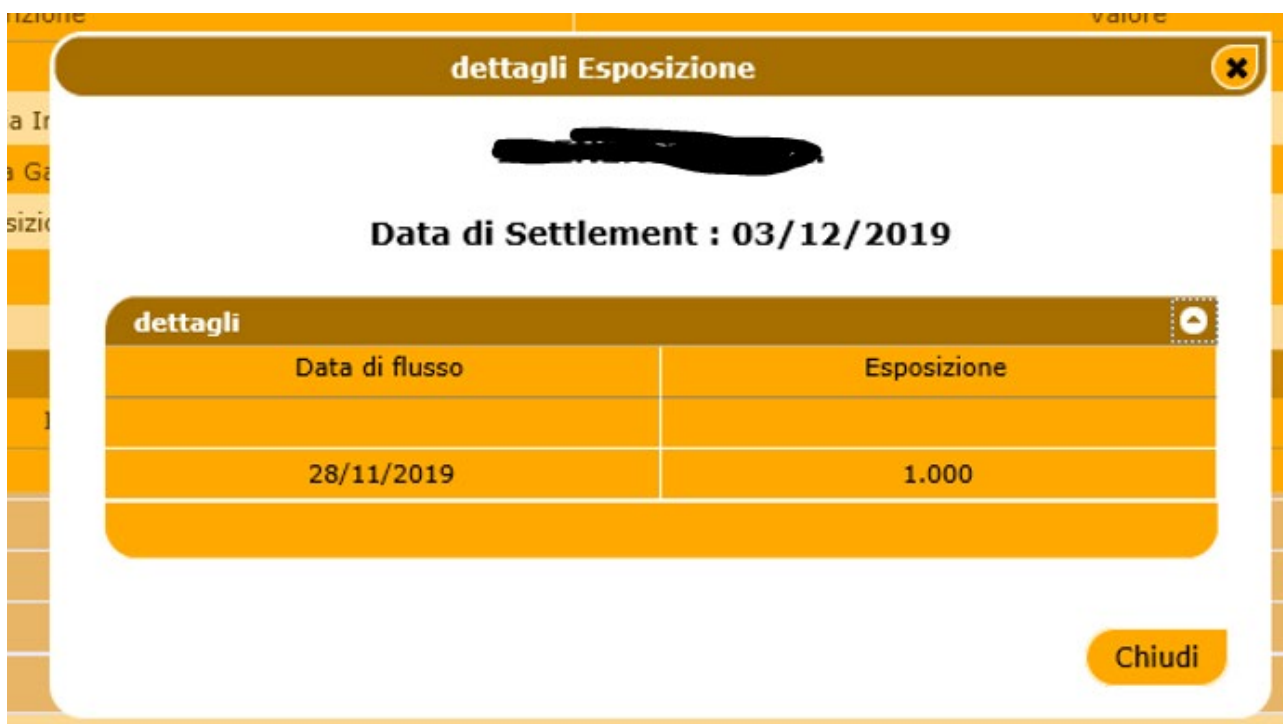 Valore
dettagli Esposizione
Data di Settlement : 03/12/2019
dettagli
Data di flusso Esposizione
28/11/2019 1.000
Chiudi